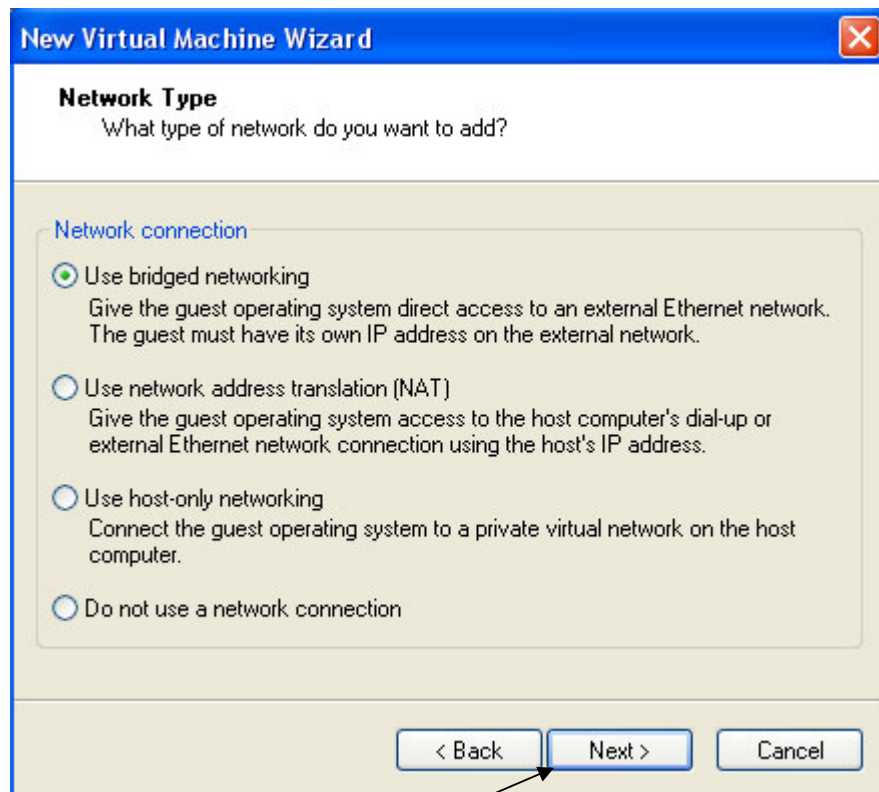 New Virtual Machine Wizard
Network Type
What type of network do you want to add?
Network connection
Use bridged networking
Give the guest operating system direct access to an external Ethernet network.
The guest must have its own IP address on the external network.
Use network address translation (NAT)
Give the guest operating system access to the host computer's dial-up or
external Ethernet network connection using the host's IP address.
Use host-only networking
Connect the guest operating system to a private virtual network on the host
computer.
Do not use a network connection
< Back
Next >
Cancel